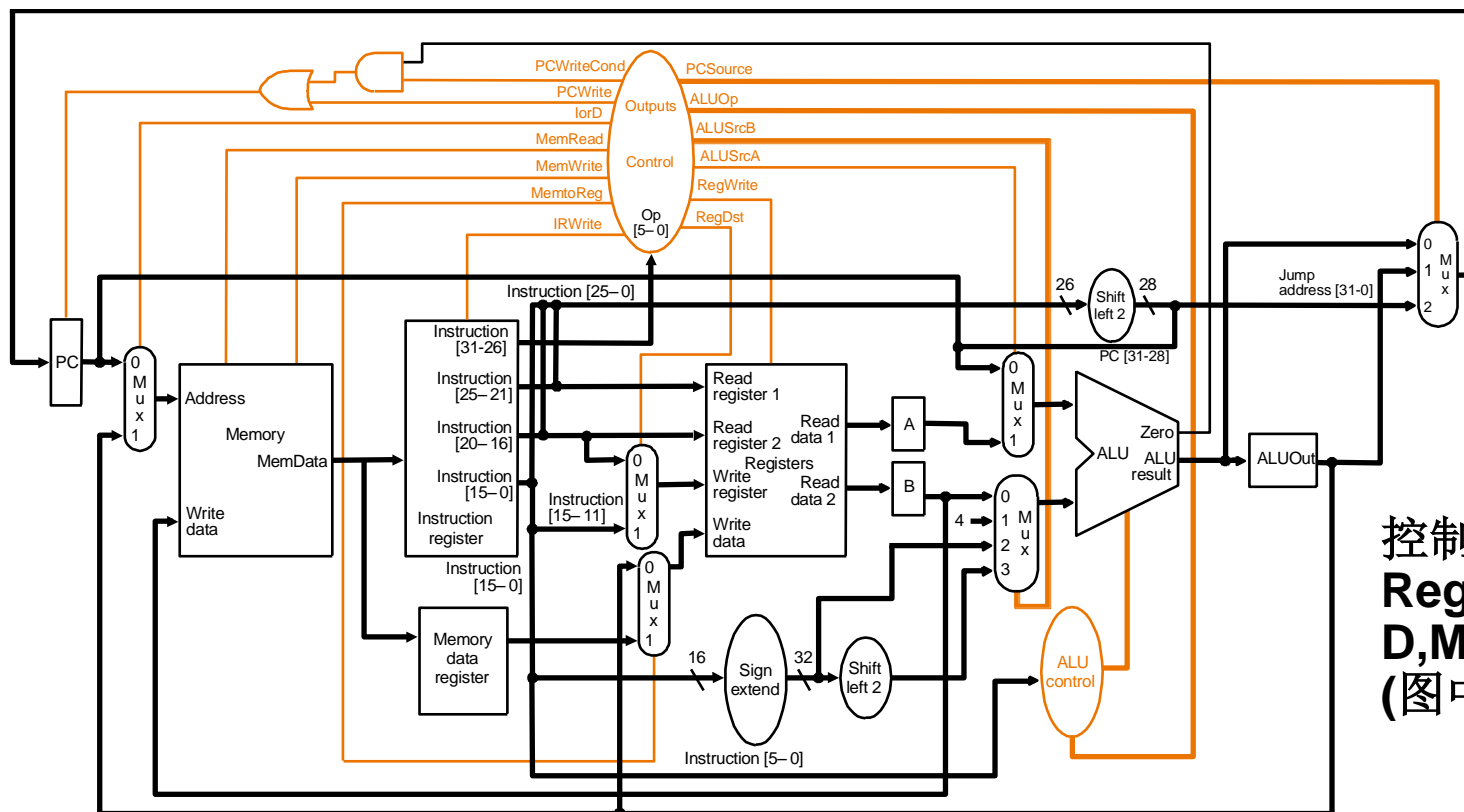 PCWriteCond
PCSource
PCWrite
ALUOp
IorD
Outputs
ALUSrcB
MemRead
ALUSrcA
MemWrite
Control
RegWrite
MemtoReg
RegDst
IRWrite
Op
[5–0]
0
1
2
M
u
x
Jump
address [31-0]
Instruction [25–0]
26
Shift
left 2
28
PC [31-28]
PC
0
M
u
x
1
Address
Memory
MemData
Write
data
Instruction
[31-26]
Instruction
[25–21]
Instruction
[20–16]
Instruction
[15–0]
Instruction
register
Instruction
[15–11]
0
M
u
x
1
Read
register 1
Read
register 2
Registers
Write
register
Write
data
Read
data 1
Read
data 2
A
B
0
M
u
x
1
4
0
1
2
3
M
u
x
Zero
ALU
ALU
result
ALUOut
Instruction
[15–0]
0
M
u
x
1
Memory
data
register
16
Sign
extend
32
Shift
left 2
ALU
control
Instruction [5–0]
控制
Reg
D,M
(图中